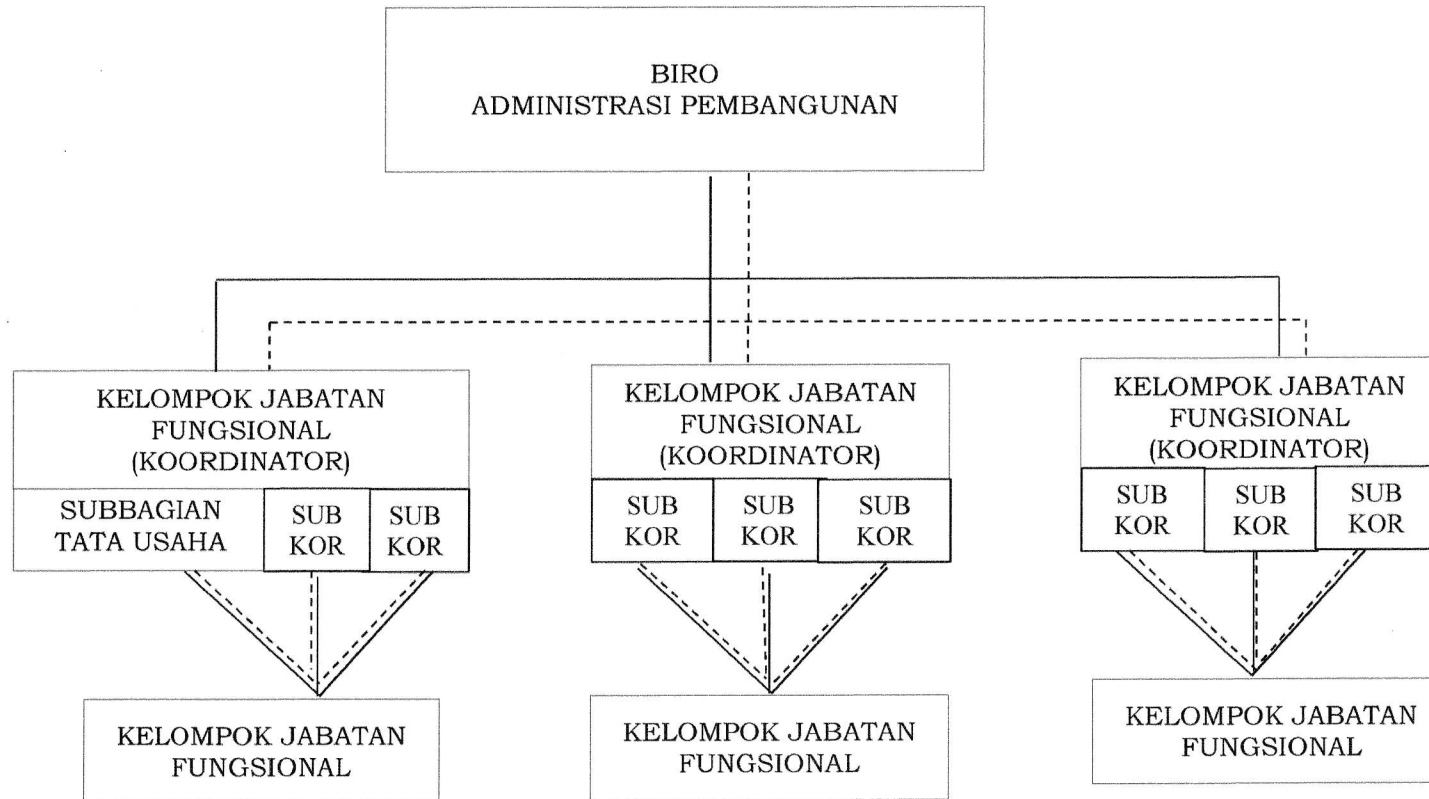 BIRO
ADMINISTRASI PEMBANGUNAN
KELOMPOK JABATAN
FUNGSIONAL
(KOORDINATOR)
SUBBAGIAN
TATA USAHA
SUB
KOR
SUB
KOR
KELOMPOK JABATAN
FUNGSIONAL
(KOORDINATOR)
SUB
KOR
SUB
KOR
SUB
KOR
KELOMPOK JABATAN
FUNGSIONAL
(KOORDINATOR)
SUB
KOR
SUB
KOR
SUB
KOR
KELOMPOK JABATAN
FUNGSIONAL
KELOMPOK JABATAN
FUNGSIONAL
KELOMPOK JABATAN
FUNGSIONAL